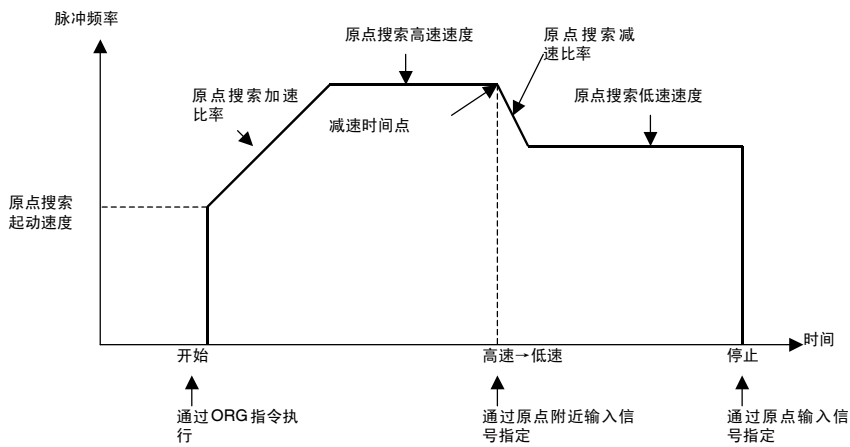 脉冲频率
原点搜索高速速度
原点搜索减
速比率
原点搜索加速
比率
减速时间点
原点搜索低速速度
原点搜索
起动速度
时间
开始
高速→低速
停止
通过ORG指令执
行
通过原点附近输入信
号指定
通过原点输入信
号指定